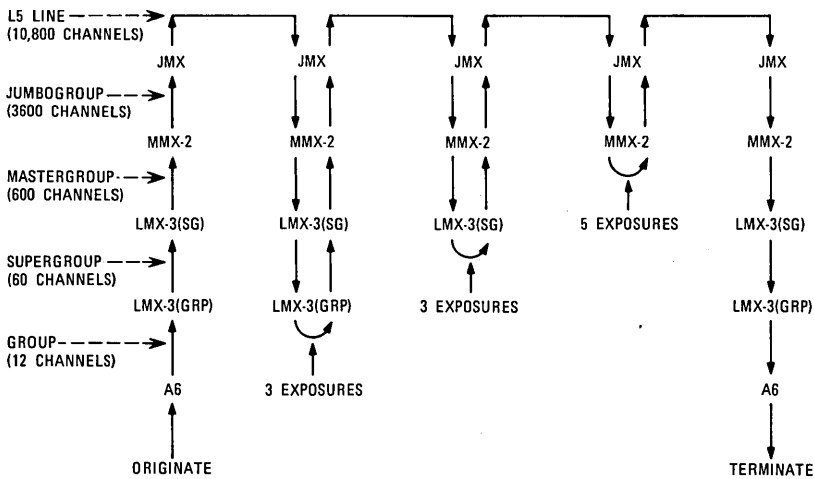 L5 LINE
(10,800 CHANNELS)
JMX JMX JMX JMX JMX
JUMBOGROUP
(3600 CHANNELS)
MMX-2 MMX-2 MMX-2 MMX-2 MMX-2
MASTERGROUP
(600 CHANNELS)
LMX-3(SG) LMX-3(SG) LMX-3(SG) 5 EXPOSURES LMX-3(SG)
SUPERGROUP
(60 CHANNELS)
LMX-3(GRP) LMX-3(GRP) 3 EXPOSURES LMX-3(GRP)
GROUP
(12 CHANNELS)
A6 3 EXPOSURES A6
ORIGINATE TERMINATE